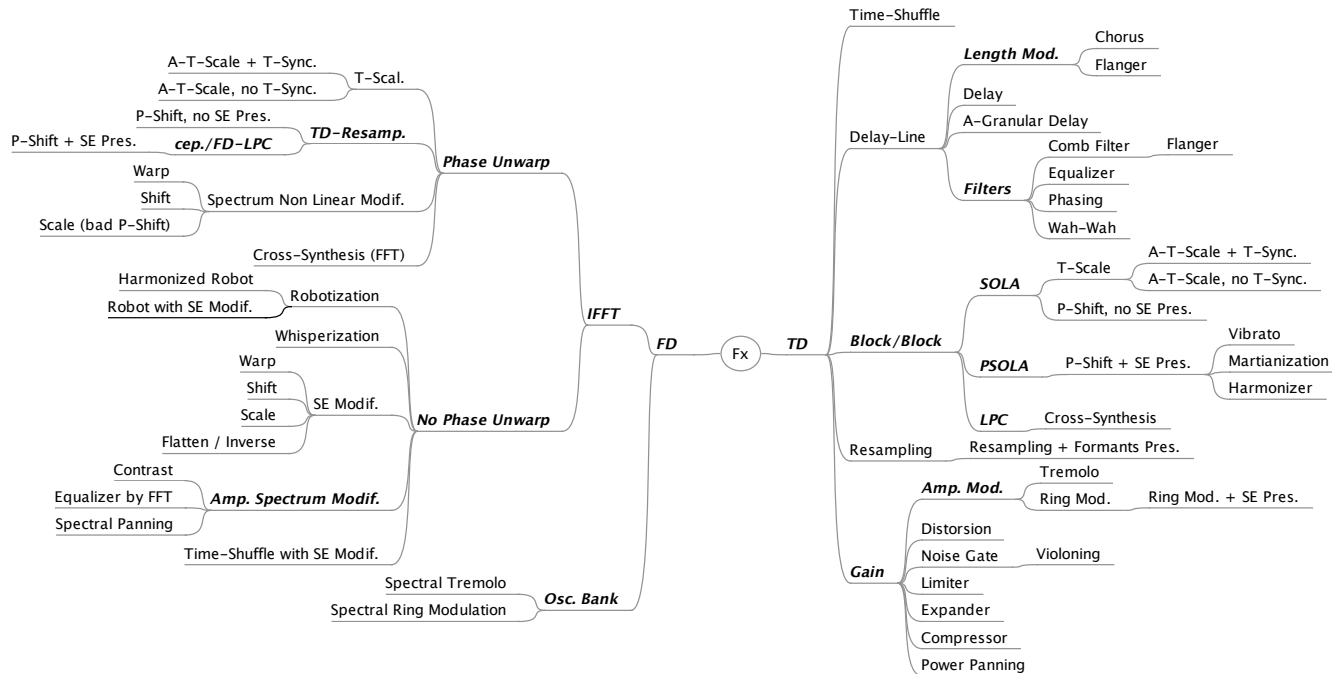 Fx
TD
Time-Shuffle
Delay-Line
Length Mod.
Chorus
Flanger
Delay
A-Granular Delay
Filters
Comb Filter
Flanger
Equalizer
Phasing
Wah-Wah
Block/Block
SOLA
T-Scale
A-T-Scale + T-Sync.
A-T-Scale, no T-Sync.
P-Shift, no SE Pres.
PSOLA
P-Shift + SE Pres.
Vibrato
Martianization
Harmonizer
LPC
Cross-Synthesis
Resampling
Resampling + Formants Pres.
Gain
Amp. Mod.
Tremolo
Ring Mod.
Ring Mod. + SE Pres.
Distorsion
Noise Gate
Violoning
Limiter
Expander
Compressor
Power Panning
FD
IFFT
Phase Unwarp
T-Scal.
A-T-Scale + T-Sync.
A-T-Scale, no T-Sync.
TD-Resamp.
P-Shift, no SE Pres.
cep./FD-LPC
P-Shift + SE Pres.
Spectrum Non Linear Modif.
Warp
Shift
Scale (bad P-Shift)
Cross-Synthesis (FFT)
No Phase Unwarp
Robotization
Harmonized Robot
Robot with SE Modif.
Whisperization
SE Modif.
Warp
Shift
Scale
Flatten / Inverse
Amp. Spectrum Modif.
Contrast
Equalizer by FFT
Spectral Panning
Time-Shuffle with SE Modif.
Osc. Bank
Spectral Tremolo
Spectral Ring Modulation